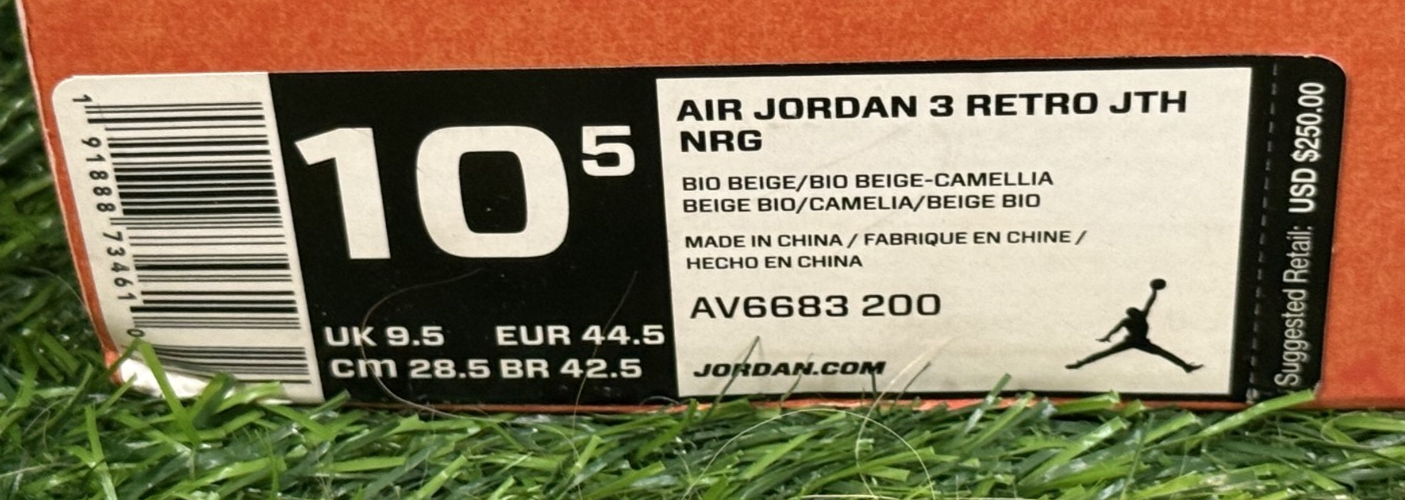 1 91888 73461 0
10 5
UK 9.5 EUR 44.5
CM 28.5 BR 42.5
AIR JORDAN 3 RETRO JTH
NRG
BIO BEIGE/BIO BEIGE-CAMELLIA
BEIGE BIO/CAMELIA/BEIGE BIO
MADE IN CHINA / FABRIQUE EN CHINE /
HECHO EN CHINA
AV6683 200
JORDAN.COM
Suggested Retail: USD $250.00